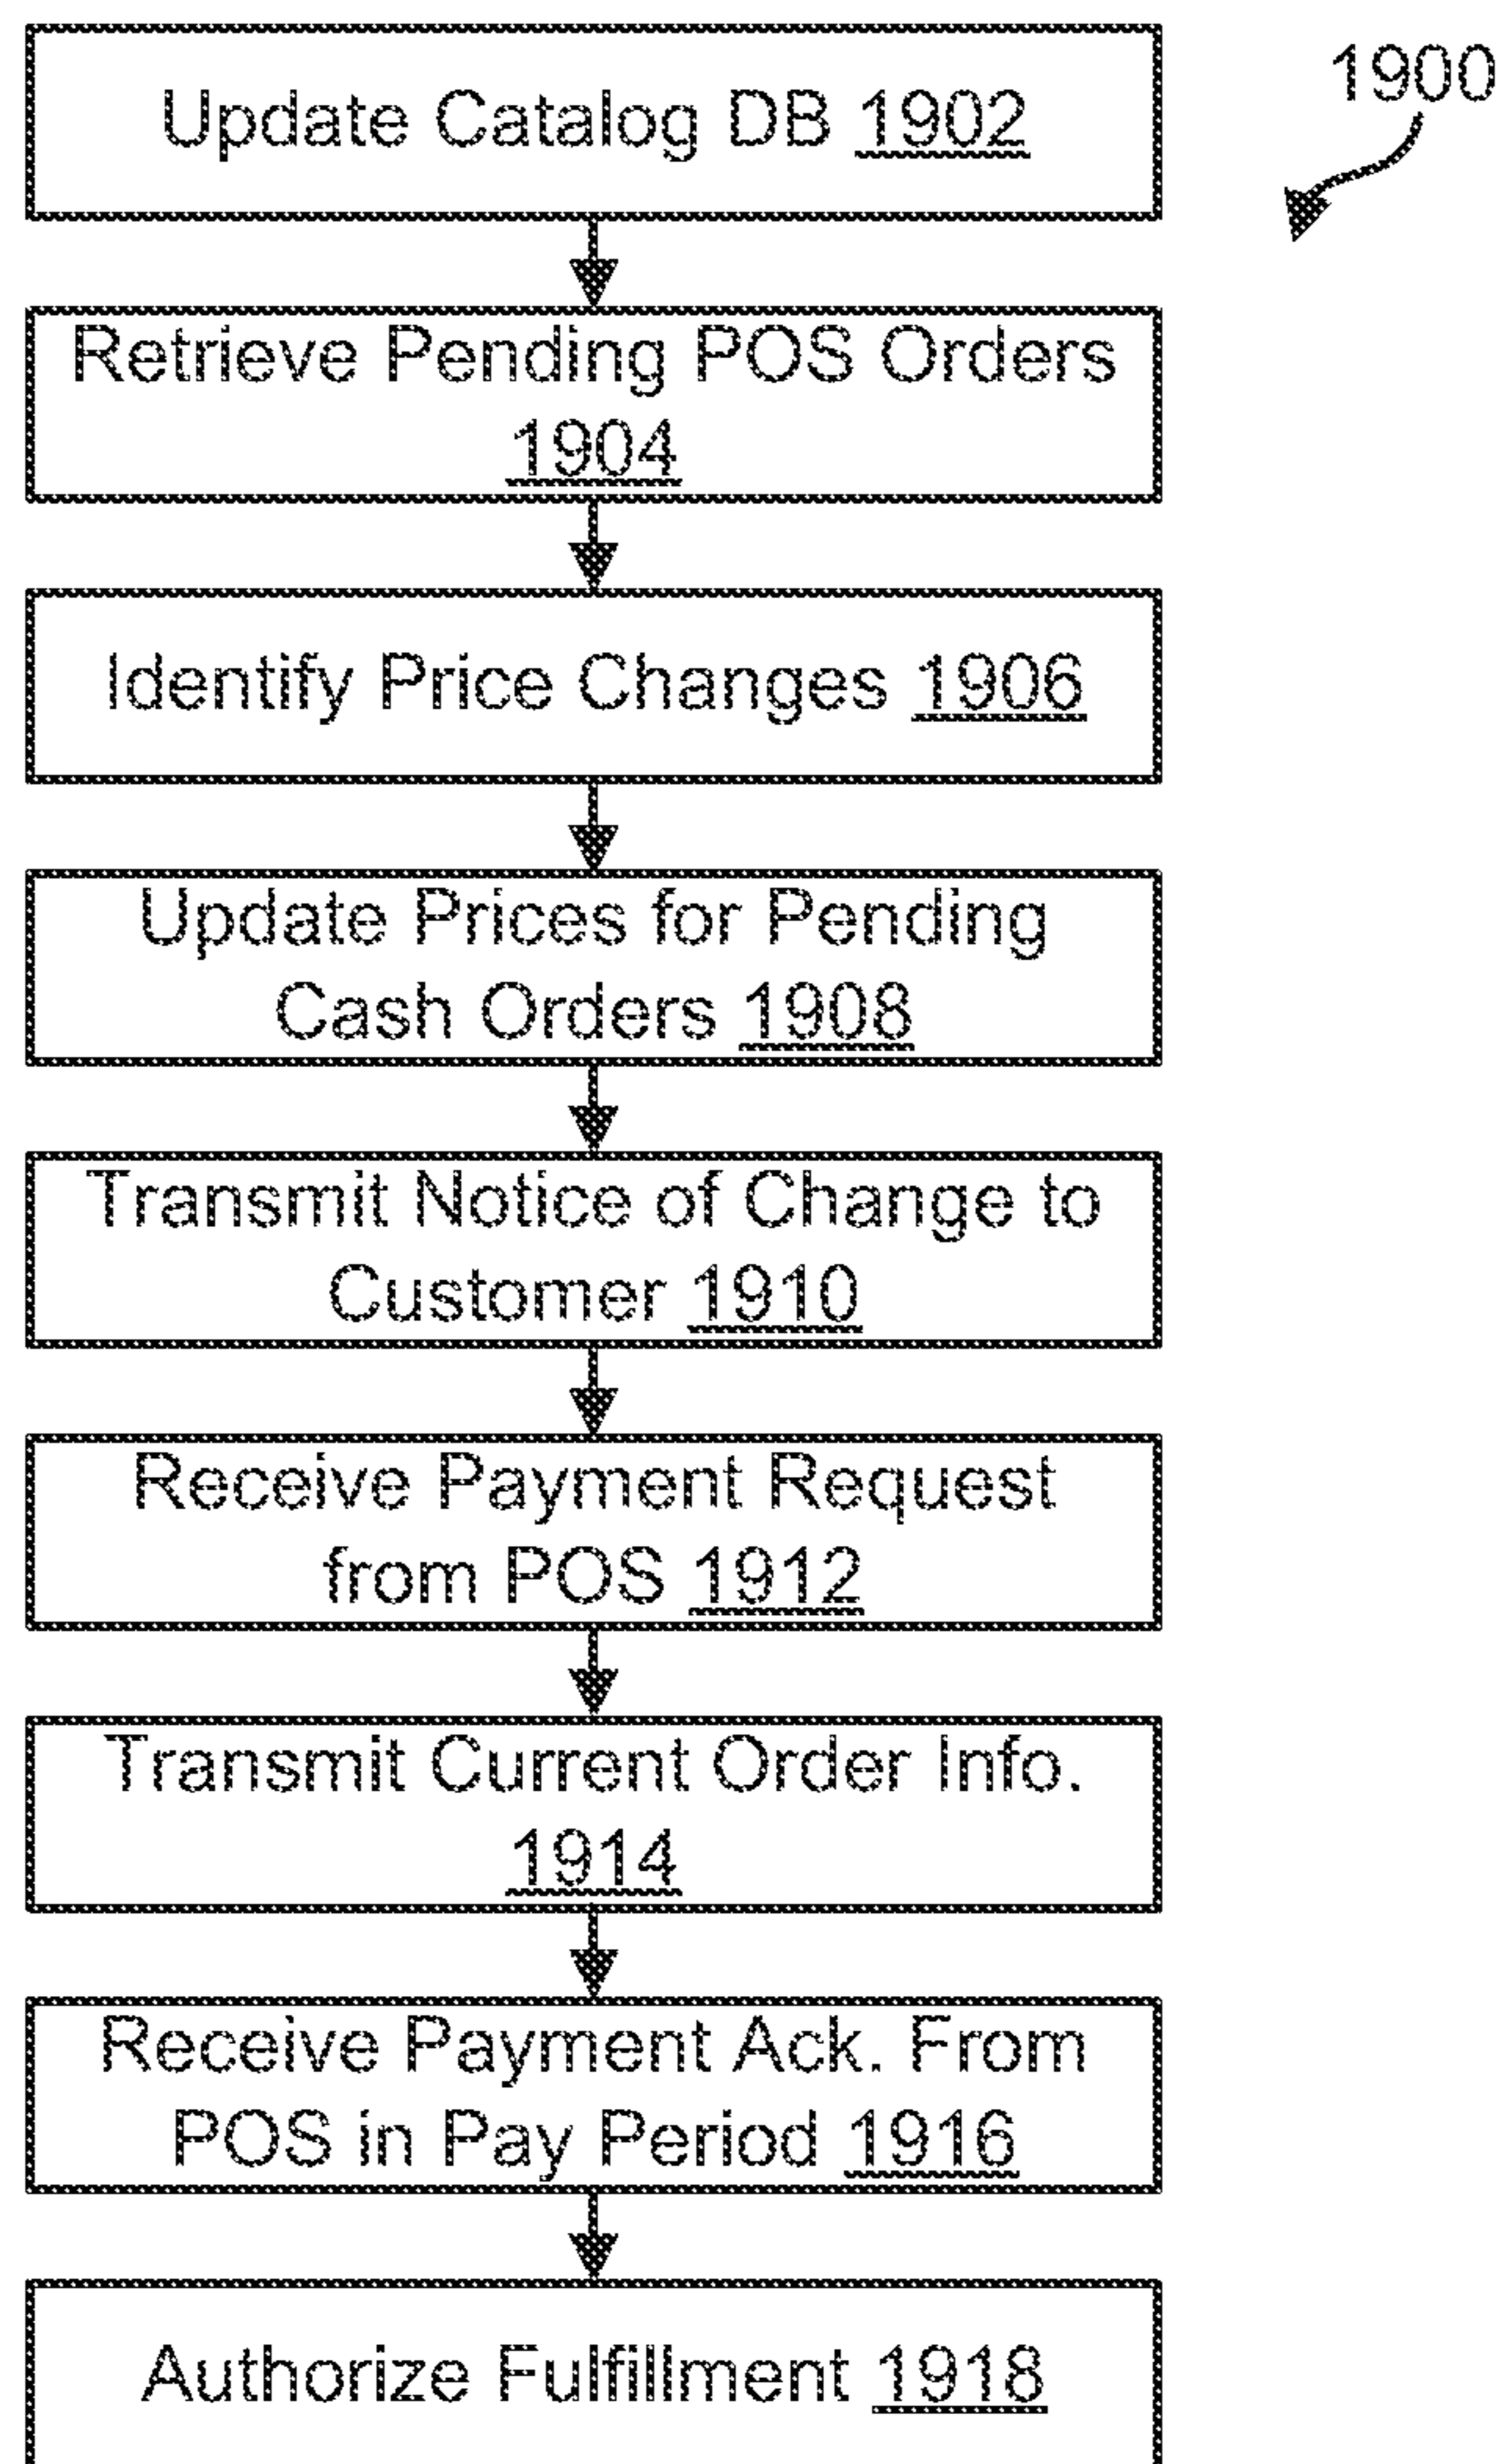 Update Catalog DB 1902
1900
Retrieve Pending POS Orders
1904
Identify Price Changes 1906
Update Prices for Pending
Cash Orders 1908
Transmit Notice of Change to
Customer 1910
Receive Payment Request
from POS 1912
Transmit Current Order Info.
1914
Receive Payment Ack. From
POS in Pay Period 1916
Authorize Fulfillment 1918